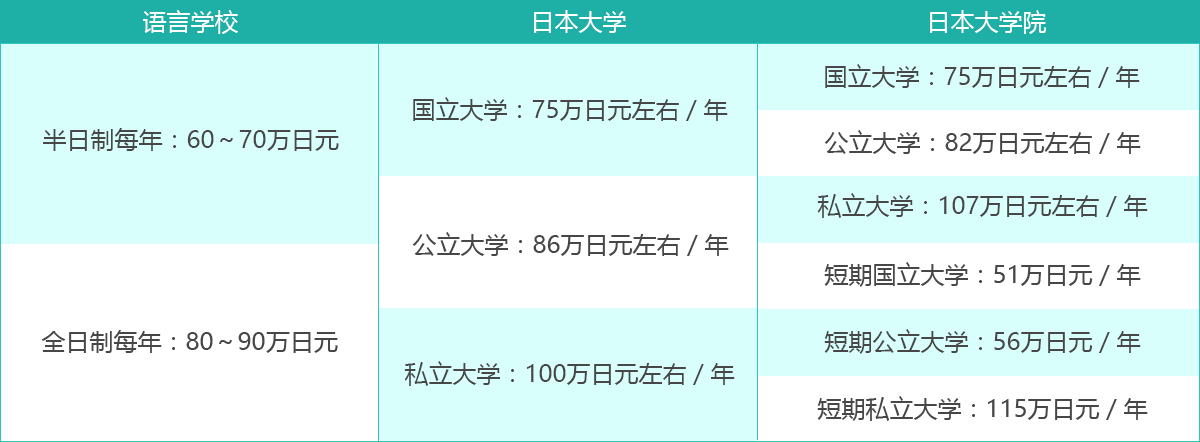 语言学校
日本大学
日本大学院
半日制每年：60～70万日元
全日制每年：80～90万日元
国立大学：75万日元左右 / 年
公立大学：86万日元左右 / 年
私立大学：100万日元左右 / 年
国立大学：75万日元左右 / 年
公立大学：82万日元左右 / 年
私立大学：107万日元左右 / 年
短期国立大学：51万日元 / 年
短期公立大学：56万日元 / 年
短期私立大学：115万日元 / 年